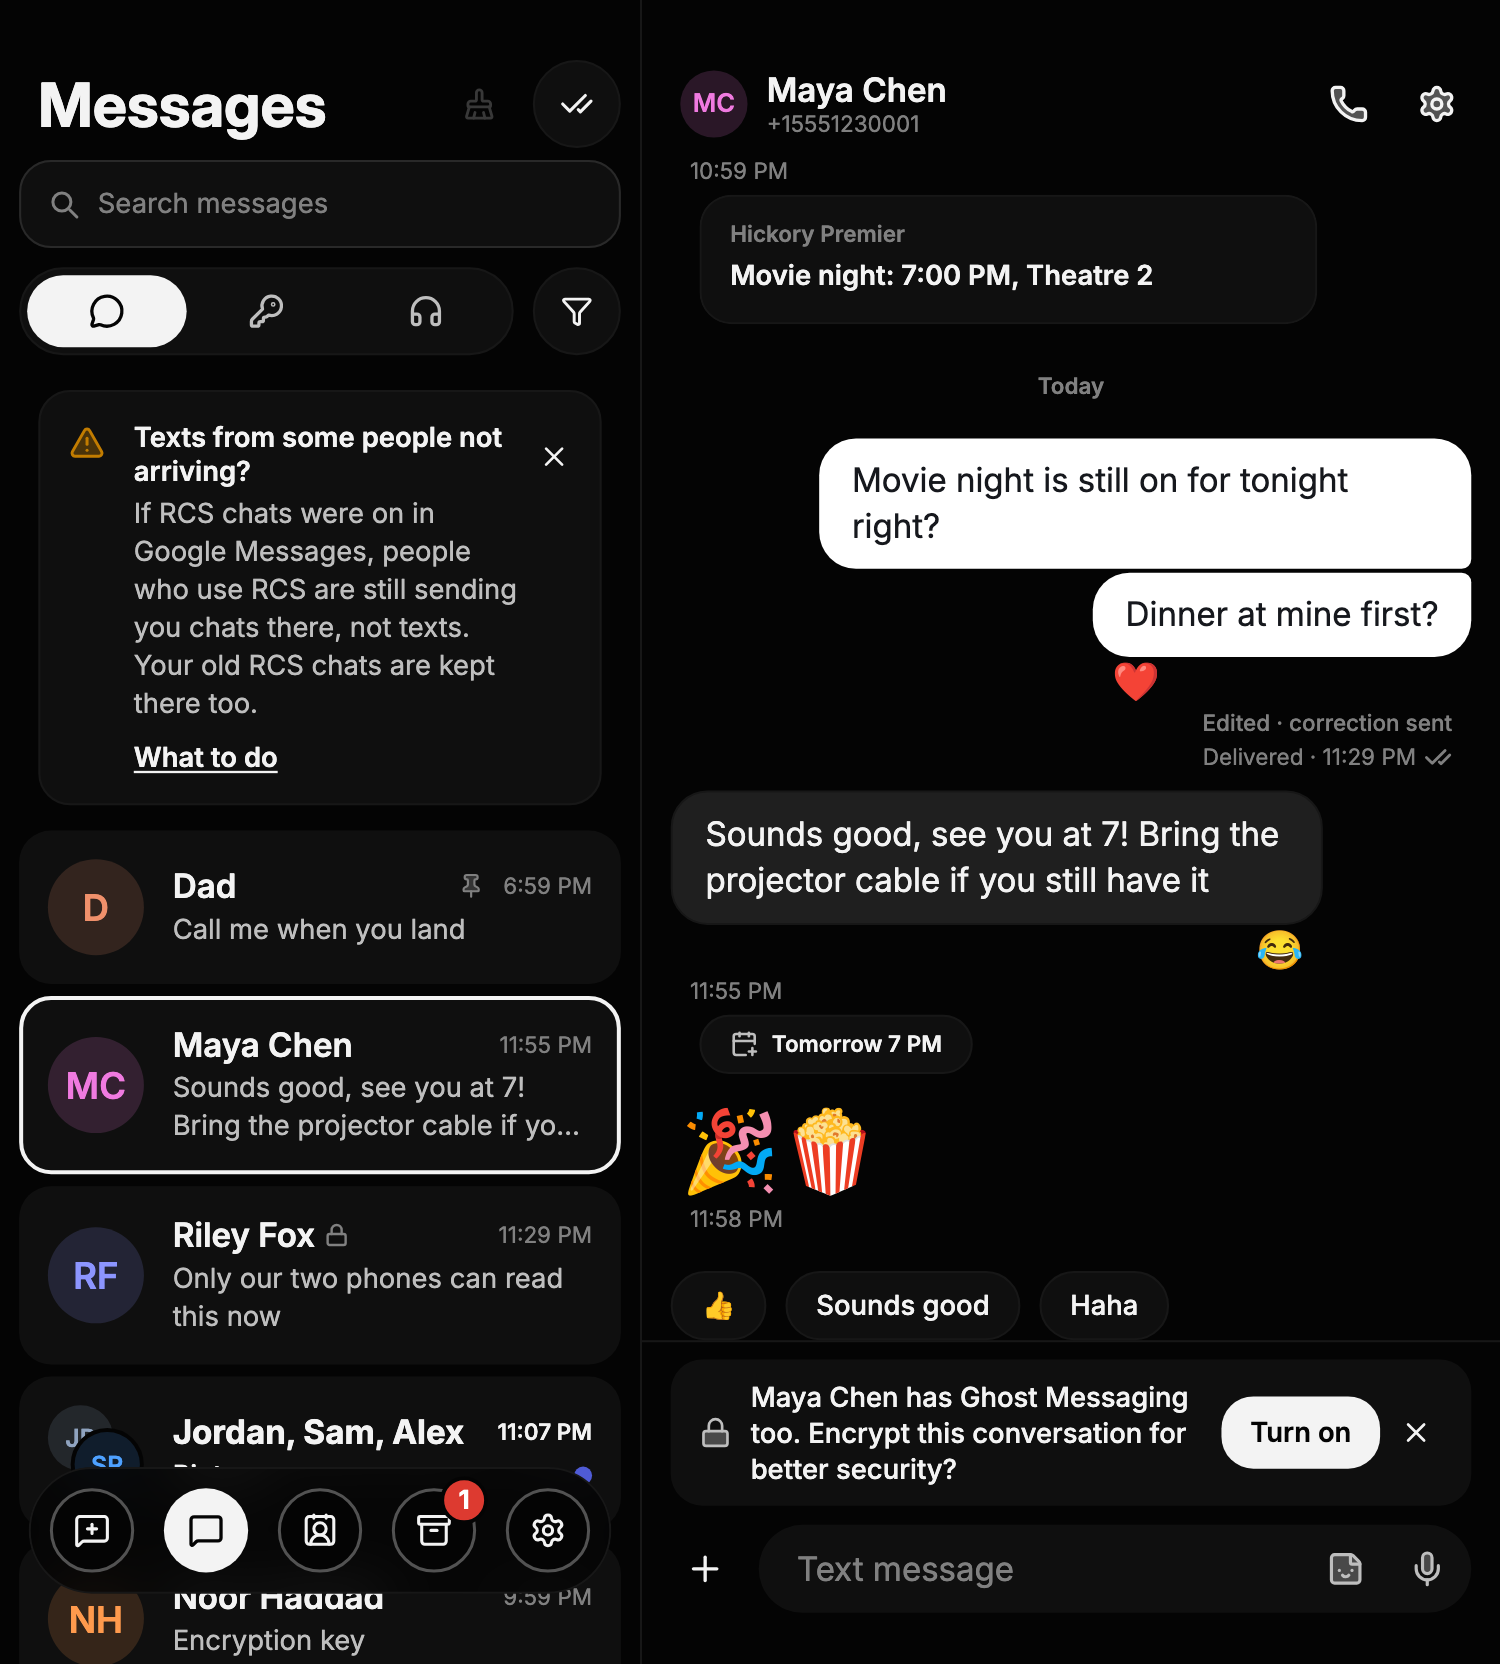 Messages
Search messages
Texts from some people not
arriving?
If RCS chats were on in
Google Messages, people
who use RCS are still sending
you chats there, not texts.
Your old RCS chats are kept
there too.
What to do
D
Dad
6:59 PM
Call me when you land
MC
Maya Chen
11:55 PM
Sounds good, see you at 7!
Bring the projector cable if yo...
RF
Riley Fox
11:29 PM
Only our two phones can read
this now
SR
Jordan, Sam, Alex
11:07 PM
1
NH
Noor Haddad
9:59 PM
Encryption key
MC
Maya Chen
+15551230001
10:59 PM
Hickory Premier
Movie night: 7:00 PM, Theatre 2
Today
Movie night is still on for tonight
right?
Dinner at mine first?
❤️
Edited · correction sent
Delivered · 11:29 PM
Sounds good, see you at 7! Bring the
projector cable if you still have it
😂
11:55 PM
Tomorrow 7 PM
🎉🍿
11:58 PM
👍
Sounds good
Haha
Maya Chen has Ghost Messaging
too. Encrypt this conversation for
better security?
Turn on
Text message